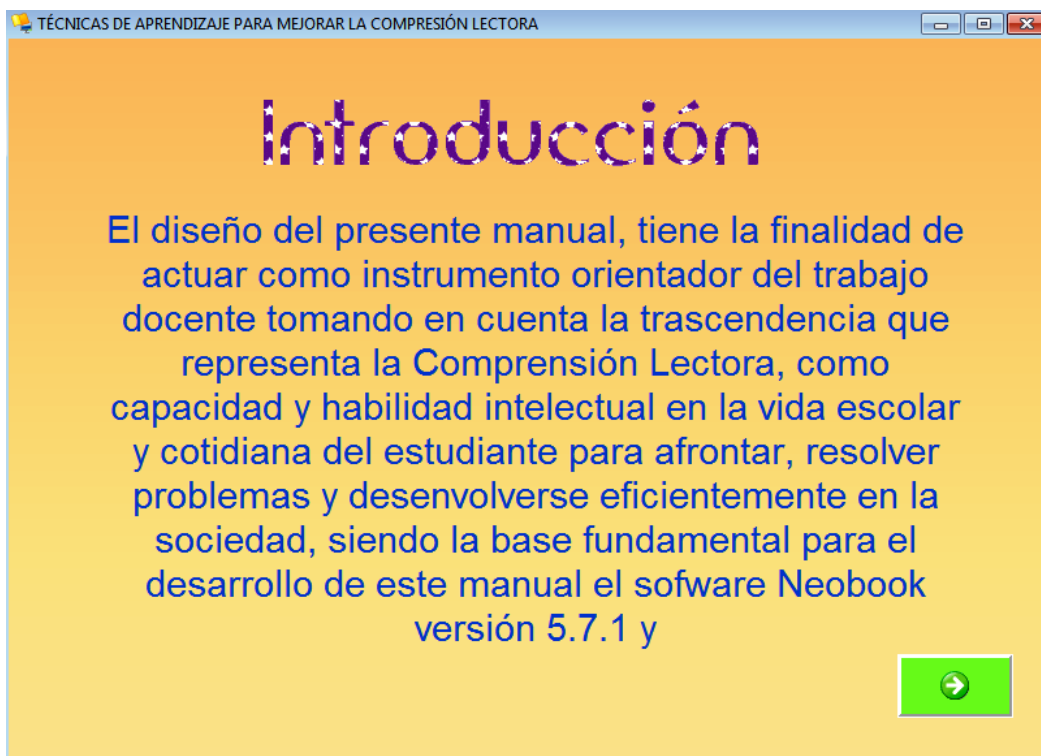 TÉCNICAS DE APRENDIZAJE PARA MEJORAR LA COMPRESIÓN LECTORA
Introducción
El diseño del presente manual, tiene la finalidad de
actuar como instrumento orientador del trabajo
docente tomando en cuenta la trascendencia que
representa la Comprensión Lectora, como
capacidad y habilidad intelectual en la vida escolar
y cotidiana del estudiante para afrontar, resolver
problemas y desenvolverse eficientemente en la
sociedad, siendo la base fundamental para el
desarrollo de este manual el sofware Neobook
versión 5.7.1 y